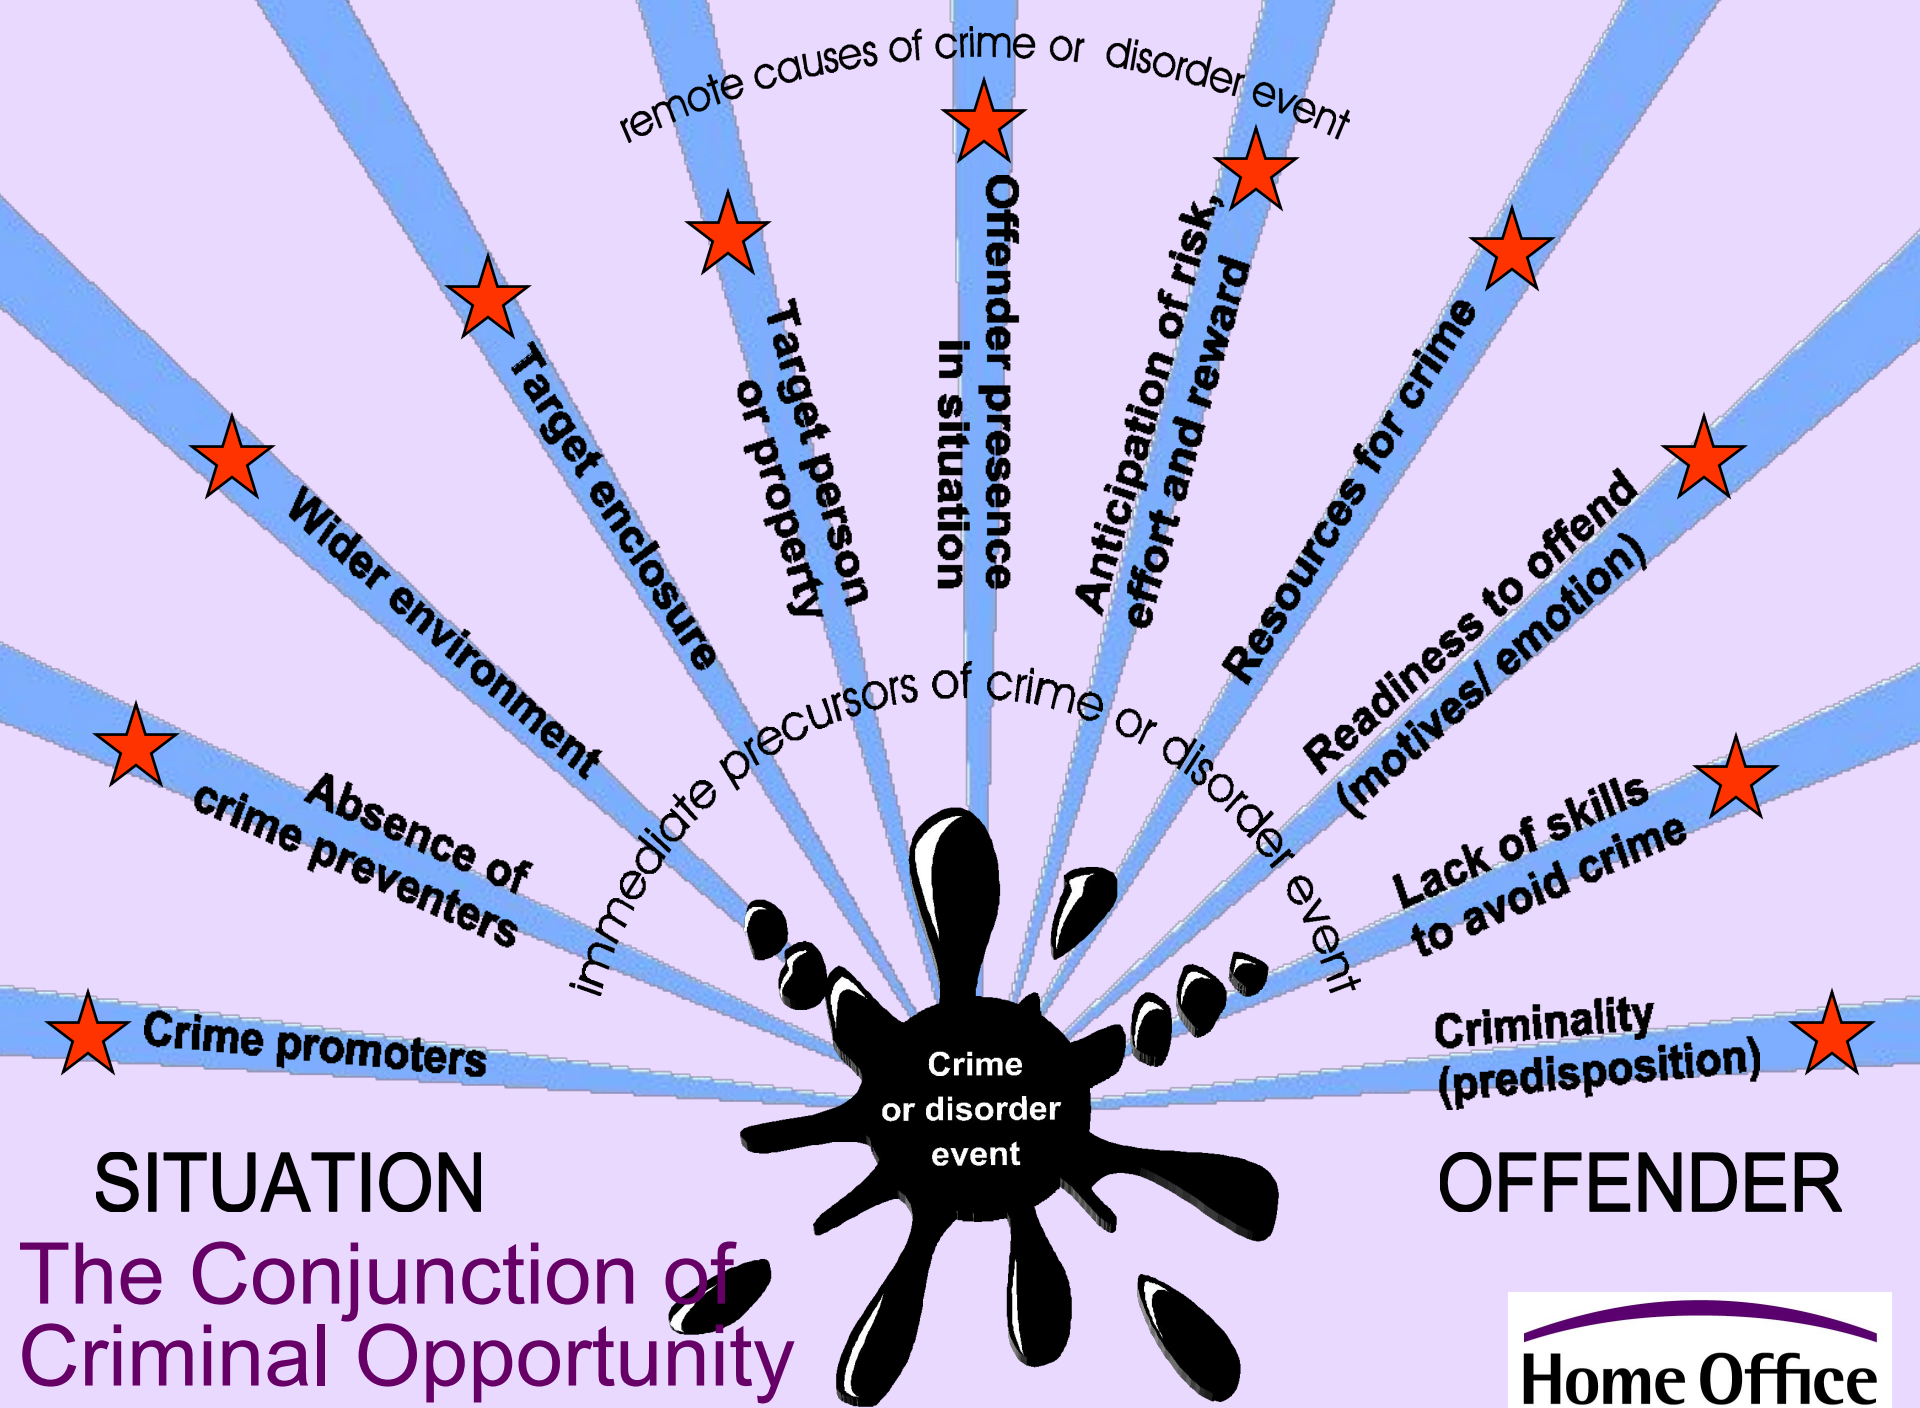 remote causes of crime or disorder event
Crime promoters
Absence of
crime preventers
Wider environment
Target enclosure
Target person
or property
Offender presence
in situation
Anticipation of risk,
effort and reward
Resources for crime
Readiness to offend
(motives/ emotion)
Lack of skills
to avoid crime
Criminality
(predisposition)
immediate precursors of crime or disorder event
Crime
or disorder
event
SITUATION
OFFENDER
The Conjunction of
Criminal Opportunity
Home Office